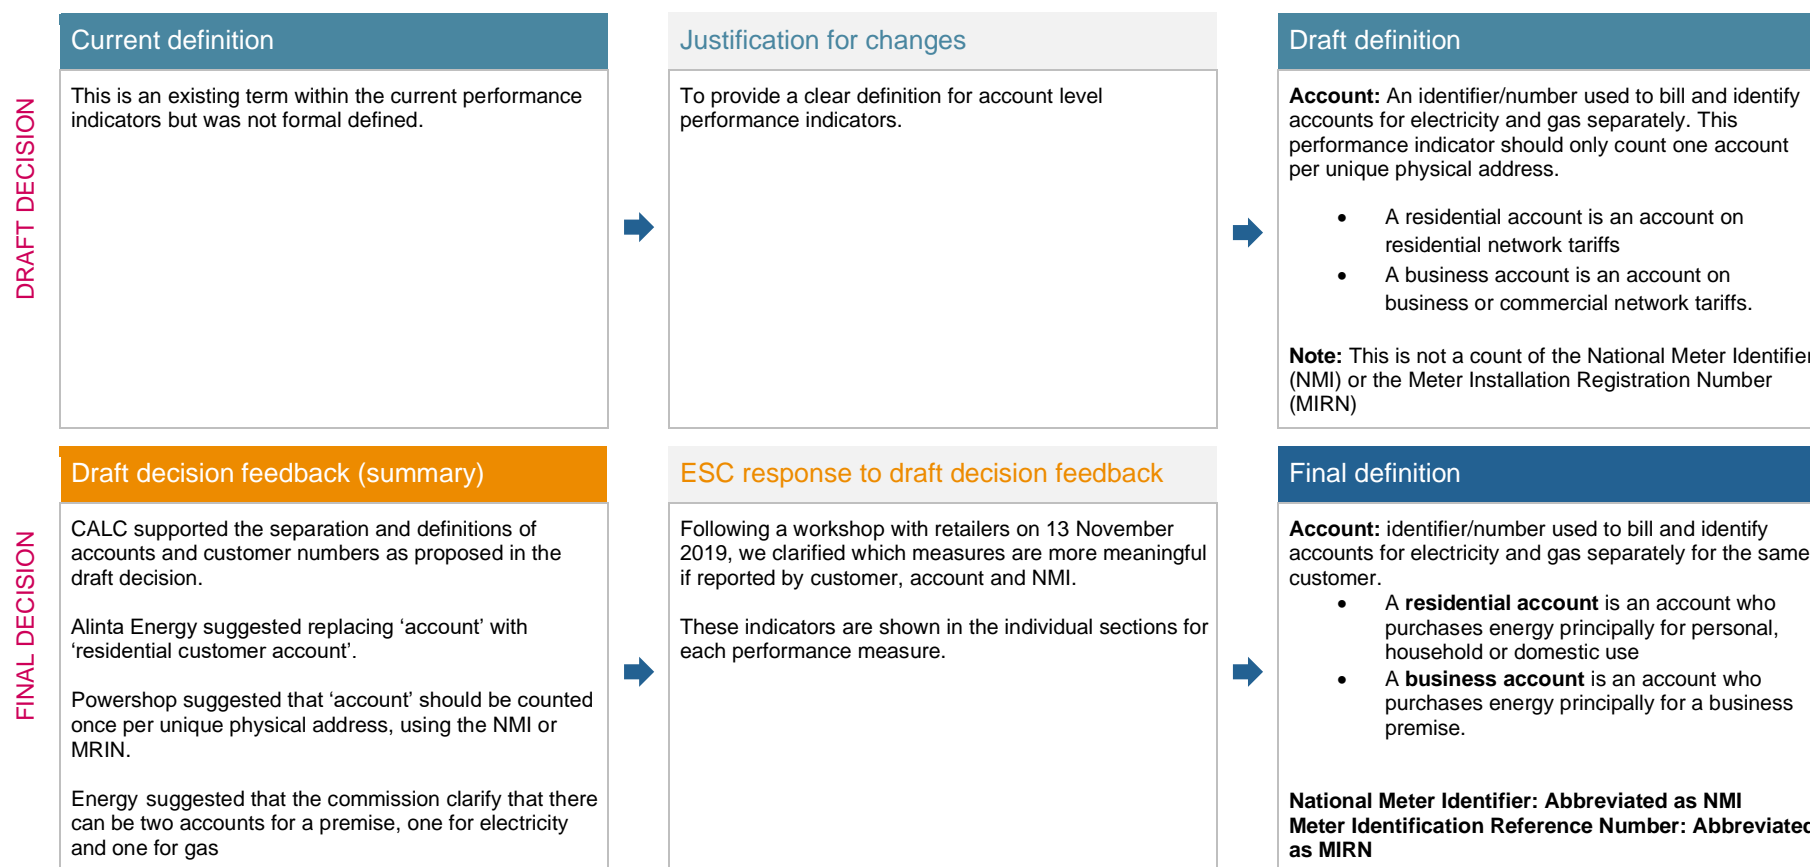 DRAFT DECISION
Current definition
This is an existing term within the current performance
indicators but was not formal defined.
Justification for changes
To provide a clear definition for account level
performance indicators.
Draft definition
Account: An identifier/number used to bill and identify
accounts for electricity and gas separately. This
performance indicator should only count one account
per unique physical address.
• A residential account is an account on
residential network tariffs
• A business account is an account on
business or commercial network tariffs.
Note: This is not a count of the National Meter Identifier
(NMI) or the Meter Installation Registration Number
(MIRN)
FINAL DECISION
Draft decision feedback (summary)
CALC supported the separation and definitions of
accounts and customer numbers as proposed in the
draft decision.
Alinta Energy suggested replacing ‘account’ with
‘residential customer account’.
Powershop suggested that ‘account’ should be counted
once per unique physical address, using the NMI or
MRIN.
Energy suggested that the commission clarify that there
can be two accounts for a premise, one for electricity
and one for gas
ESC response to draft decision feedback
Following a workshop with retailers on 13 November
2019, we clarified which measures are more meaningful
if reported by customer, account and NMI.
These indicators are shown in the individual sections for
each performance measure.
Final definition
Account: identifier/number used to bill and identify
accounts for electricity and gas separately for the same
customer.
• A residential account is an account who
purchases energy principally for personal,
household or domestic use
• A business account is an account who
purchases energy principally for a business
premise.
National Meter Identifier: Abbreviated as NMI
Meter Identification Reference Number: Abbreviated
as MIRN